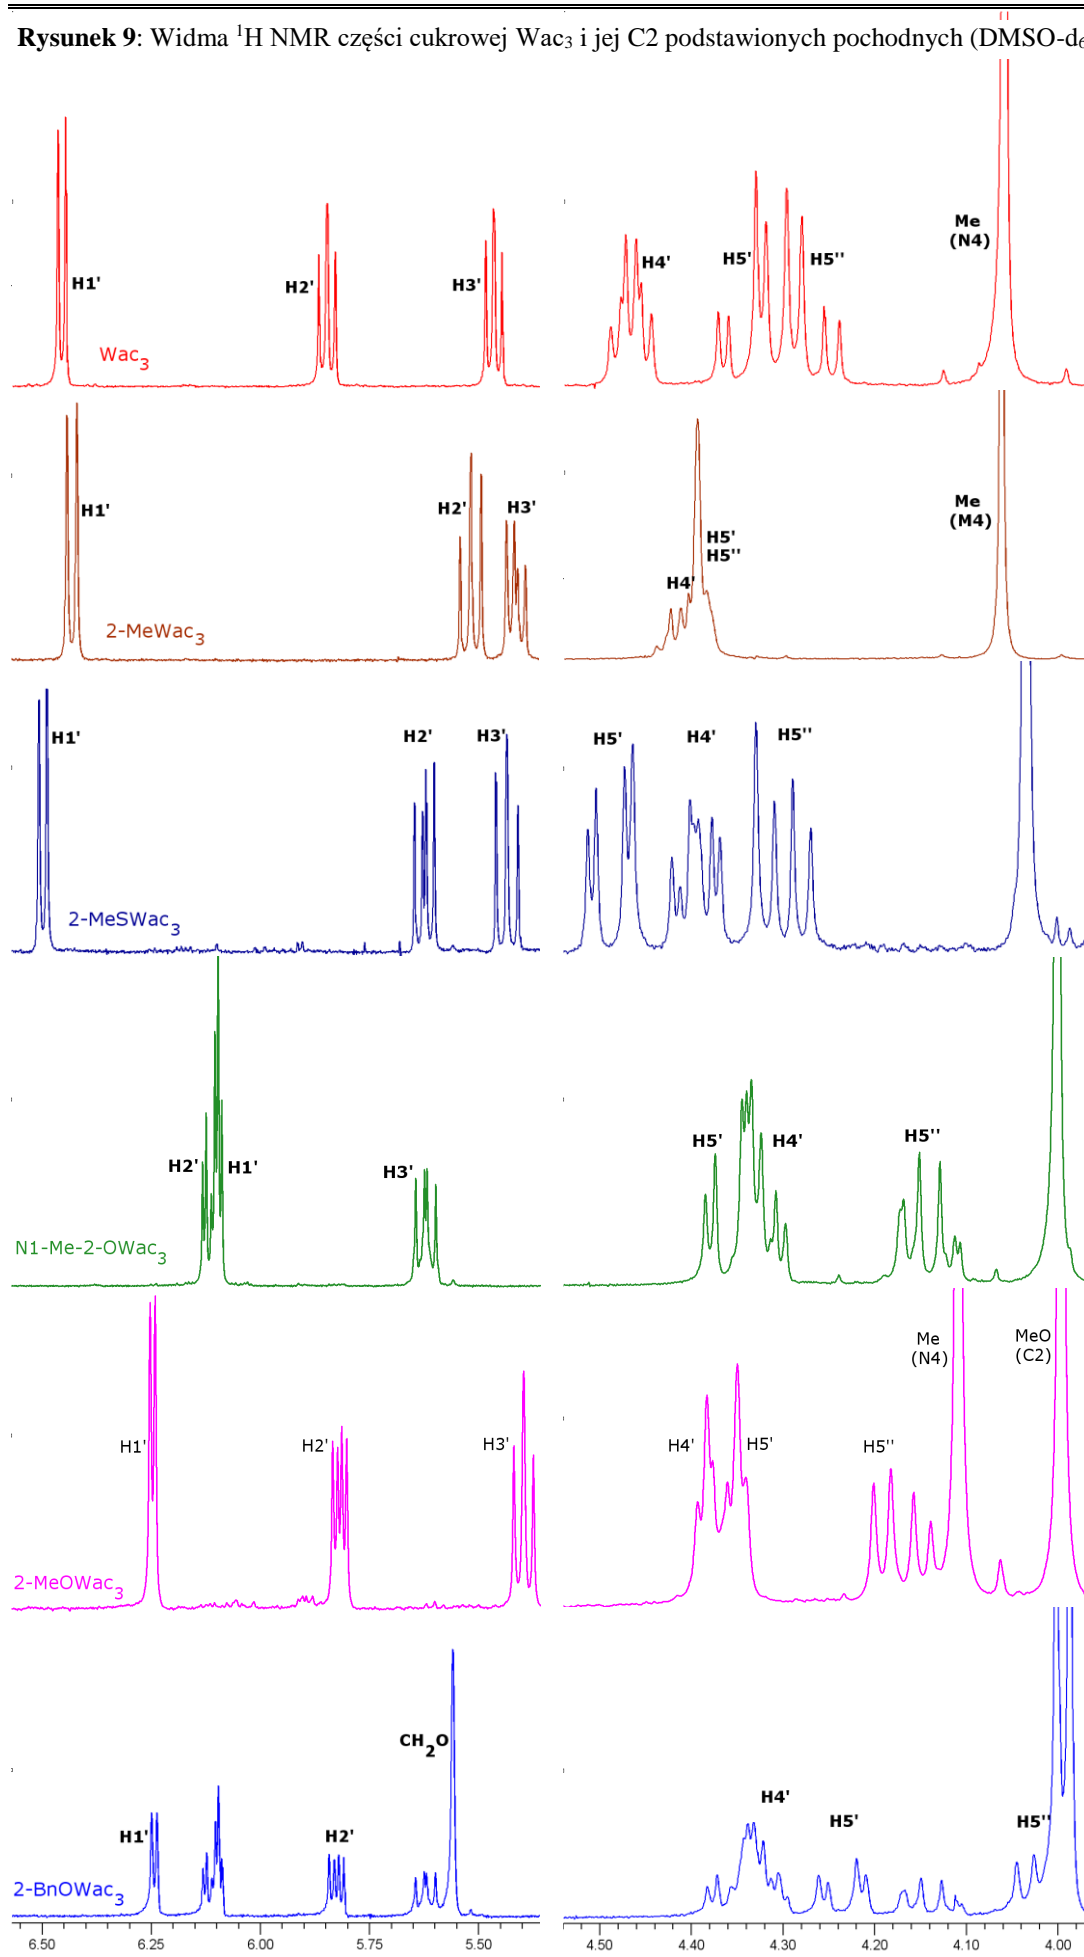 Rysunek 9: Widma ¹H NMR części cukrowej Wac₃ i jej C2 podstawionych pochodnych (DMSO-d₆
Me
(N4)
H4' H5' H5''
H1' H2' H3'
Wac₃
Me
(M4)
H1' H2' H3'
H5'
H5''
H4'
2-MeWac₃
H1' H2' H3' H5' H4' H5''
2-MeSWac₃
H2' H1' H3' H5' H4' H5''
N1-Me-2-OWac₃
Me
(N4)
MeO
(C2)
H1' H2' H3' H4' H5' H5''
2-MeOWac₃
CH₂O
H4'
H1' H2' H5' H5''
2-BnOWac₃
6.50 6.25 6.00 5.75 5.50 4.50 4.40 4.30 4.20 4.10 4.00